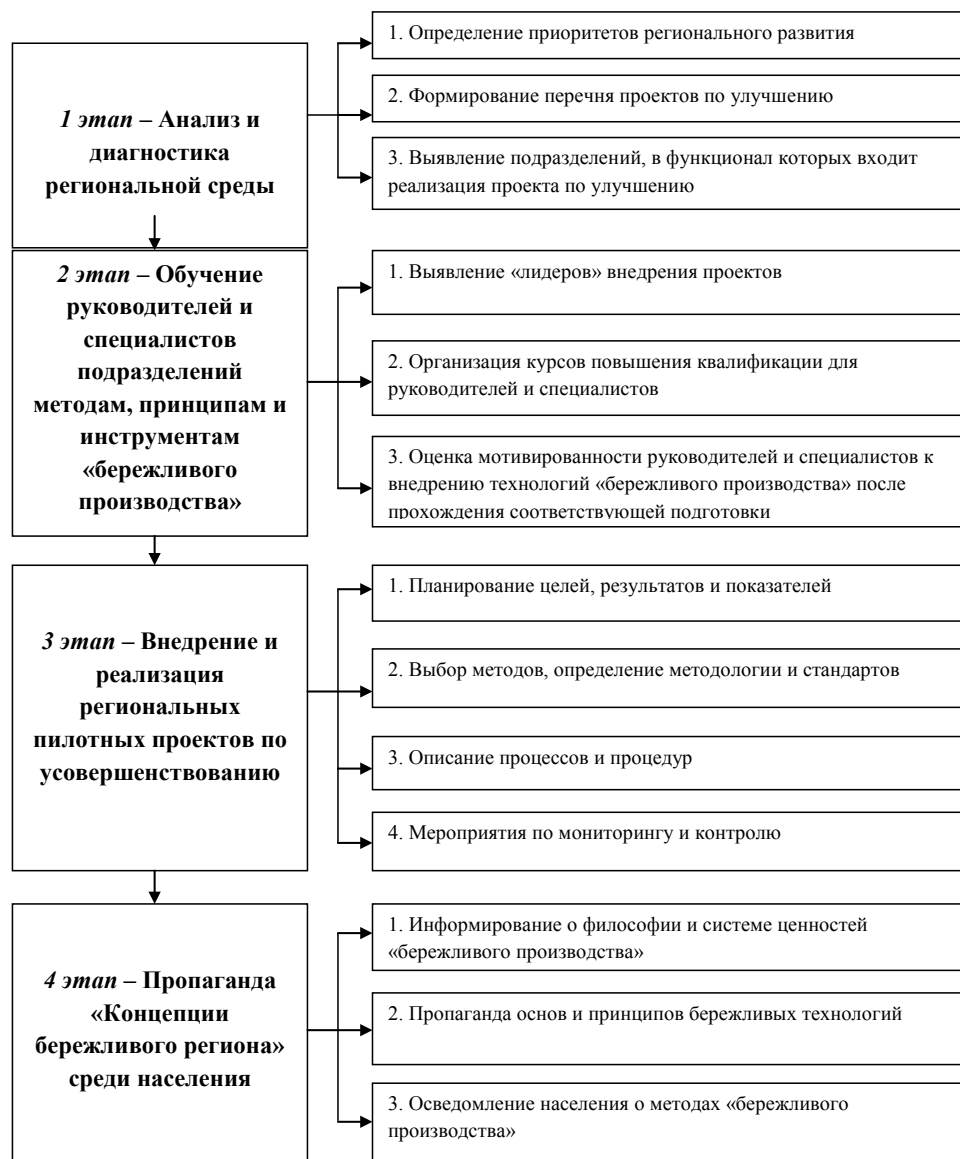 1 этап – Анализ и
диагностика
региональной среды
1. Определение приоритетов регионального развития
2. Формирование перечня проектов по улучшению
3. Выявление подразделений, в функционал которых входит
реализация проекта по улучшению
2 этап – Обучение
руководителей и
специалистов
подразделений
методам, принципам и
инструментам
«бережливого
производства»
1. Выявление «лидеров» внедрения проектов
2. Организация курсов повышения квалификации для
руководителей и специалистов
3. Оценка мотивированности руководителей и специалистов к
внедрению технологий «бережливого производства» после
прохождения соответствующей подготовки
3 этап – Внедрение и
реализация
региональных
пилотных проектов по
усовершенствованию
1. Планирование целей, результатов и показателей
2. Выбор методов, определение методологии и стандартов
3. Описание процессов и процедур
4. Мероприятия по мониторингу и контролю
4 этап – Пропаганда
«Концепции
бережливого региона»
среди населения
1. Информирование о философии и системе ценностей
«бережливого производства»
2. Пропаганда основ и принципов бережливых технологий
3. Осведомление населения о методах «бережливого
производства»